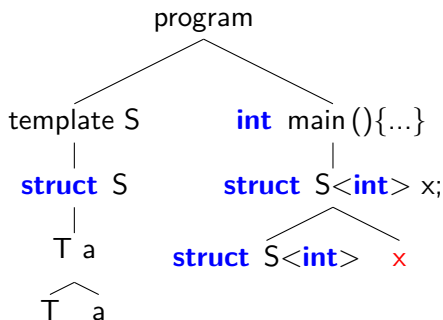 program
template S int main(){...}
struct S struct S<int> x;
T a struct S<int> x
T a